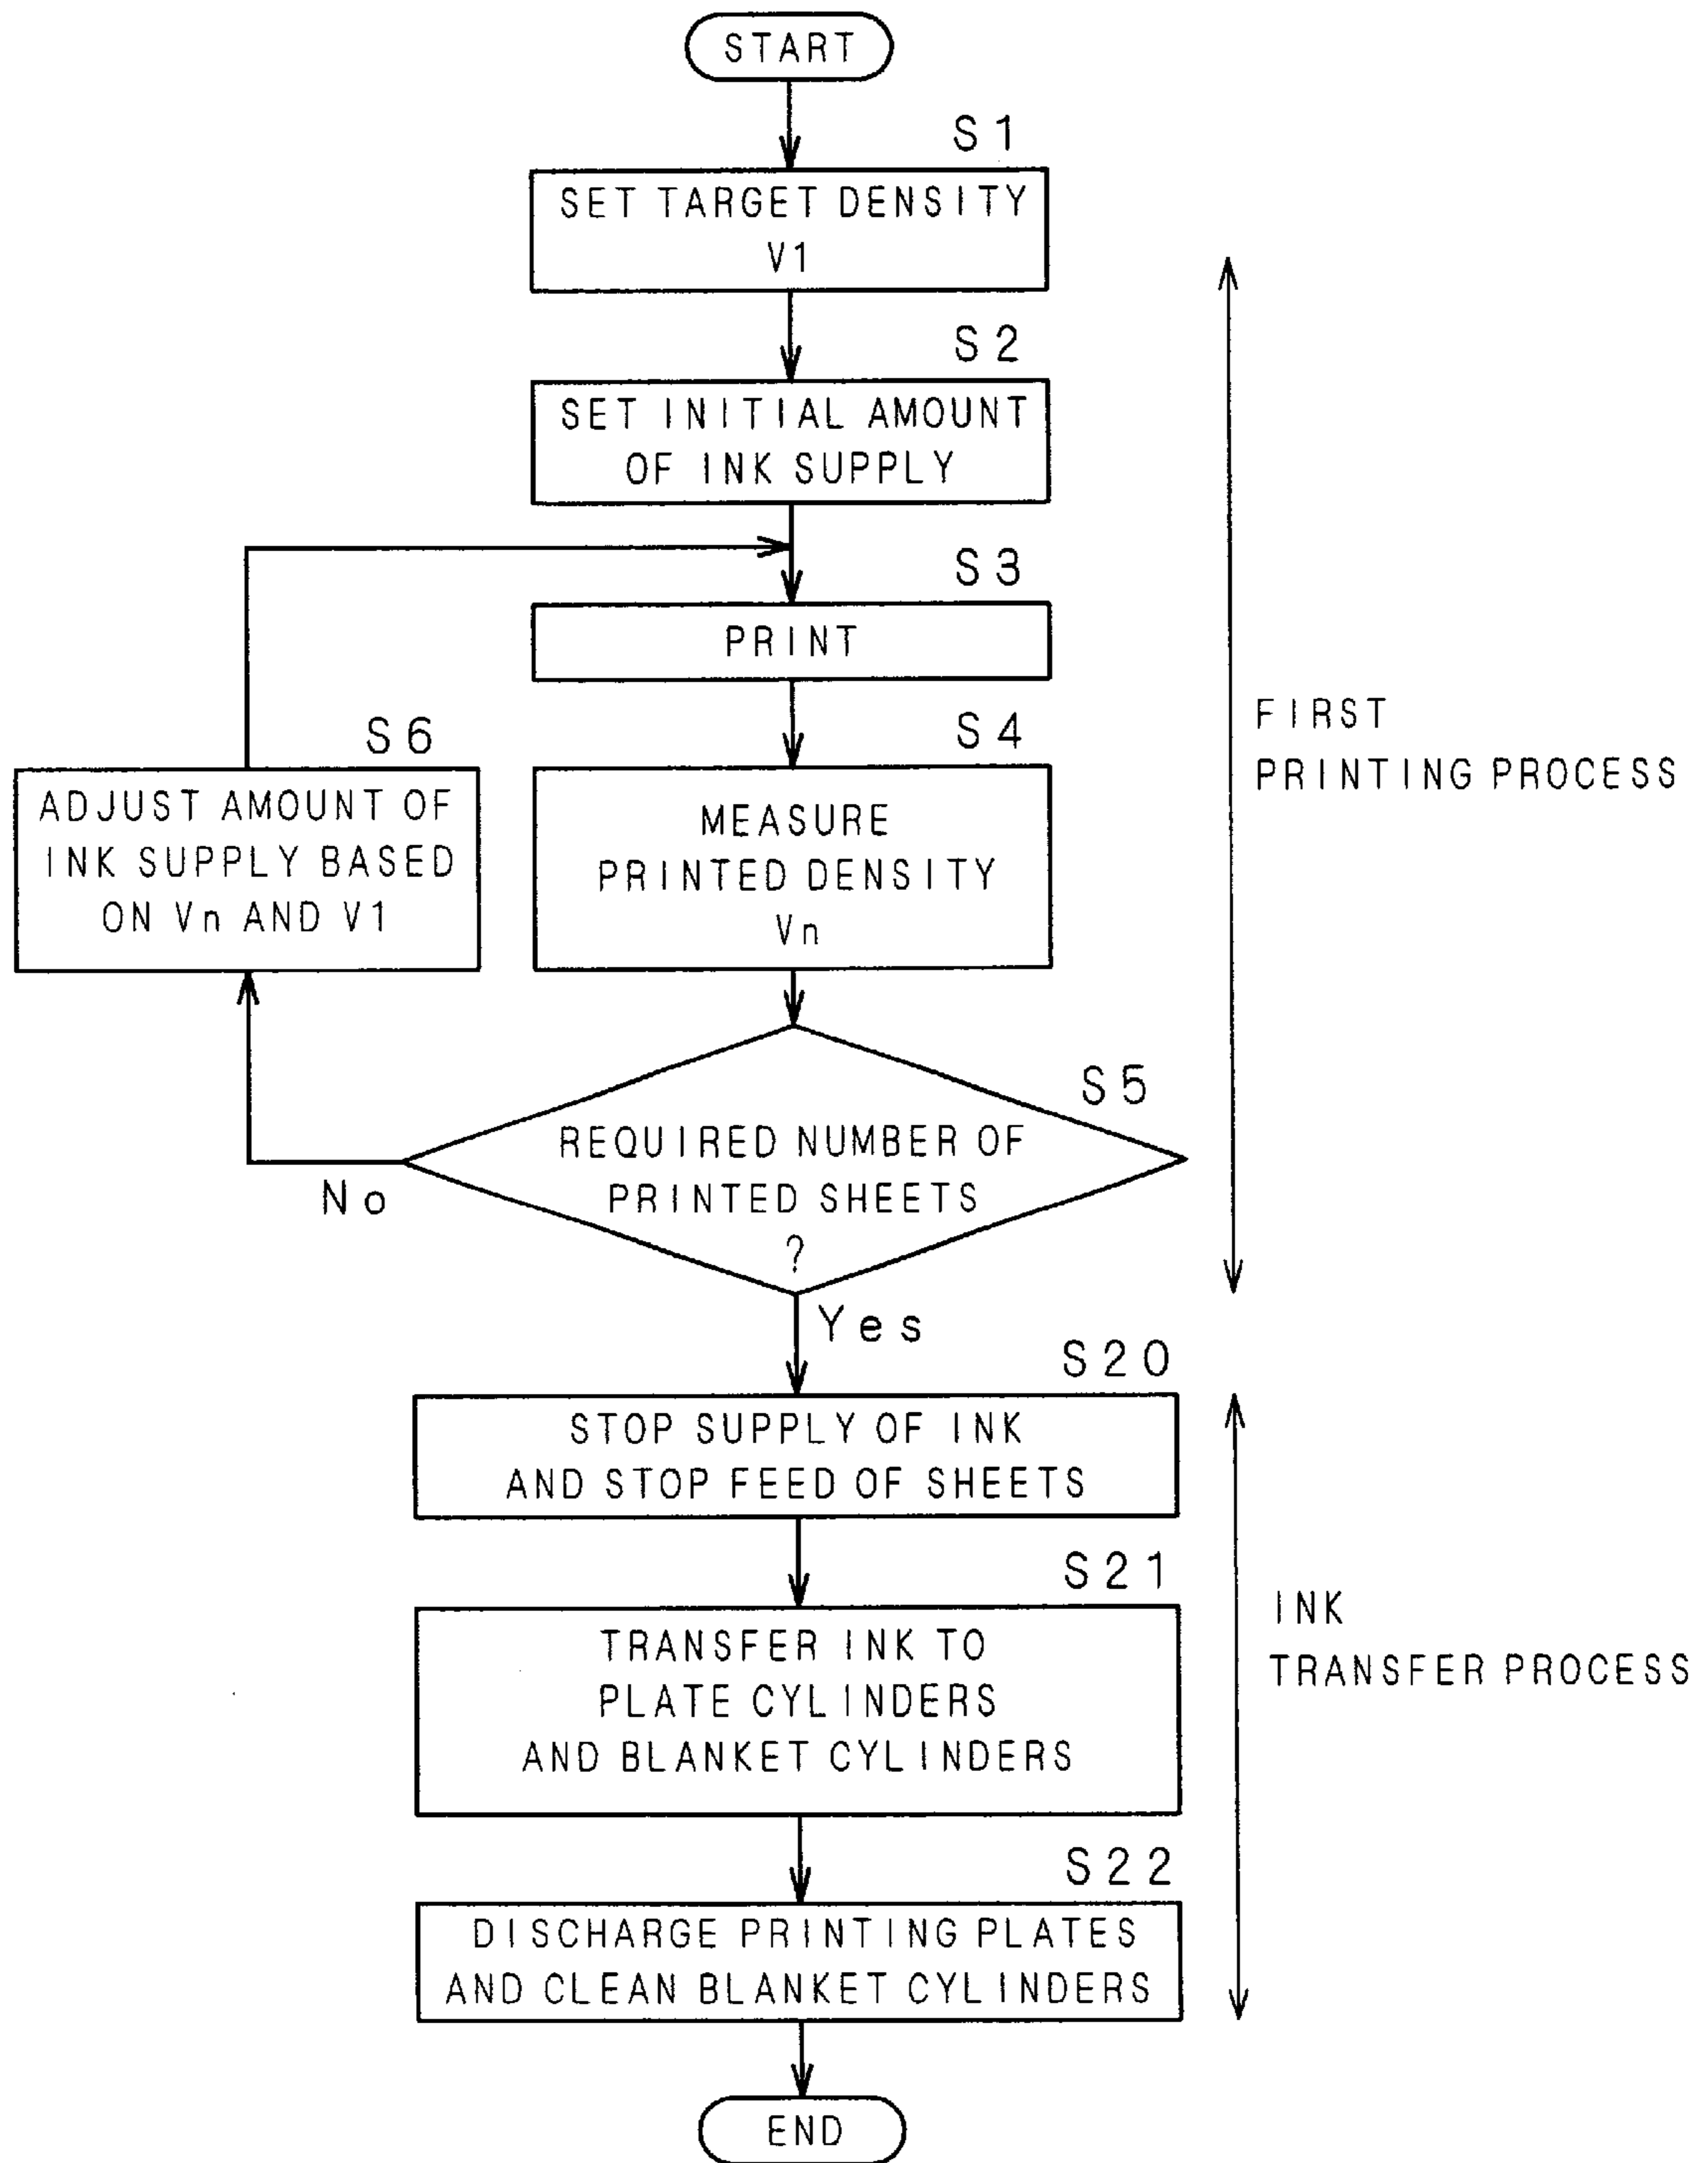 START
S1
SET TARGET DENSITY
V1
S2
SET INITIAL AMOUNT
OF INK SUPPLY
S3
PRINT
S4
MEASURE
PRINTED DENSITY
Vn
S6
ADJUST AMOUNT OF
INK SUPPLY BASED
ON Vn AND V1
S5
REQUIRED NUMBER OF
PRINTED SHEETS
?
No
Yes
FIRST
PRINTING PROCESS
S20
STOP SUPPLY OF INK
AND STOP FEED OF SHEETS
S21
TRANSFER INK TO
PLATE CYLINDERS
AND BLANKET CYLINDERS
S22
DISCHARGE PRINTING PLATES
AND CLEAN BLANKET CYLINDERS
INK
TRANSFER PROCESS
END